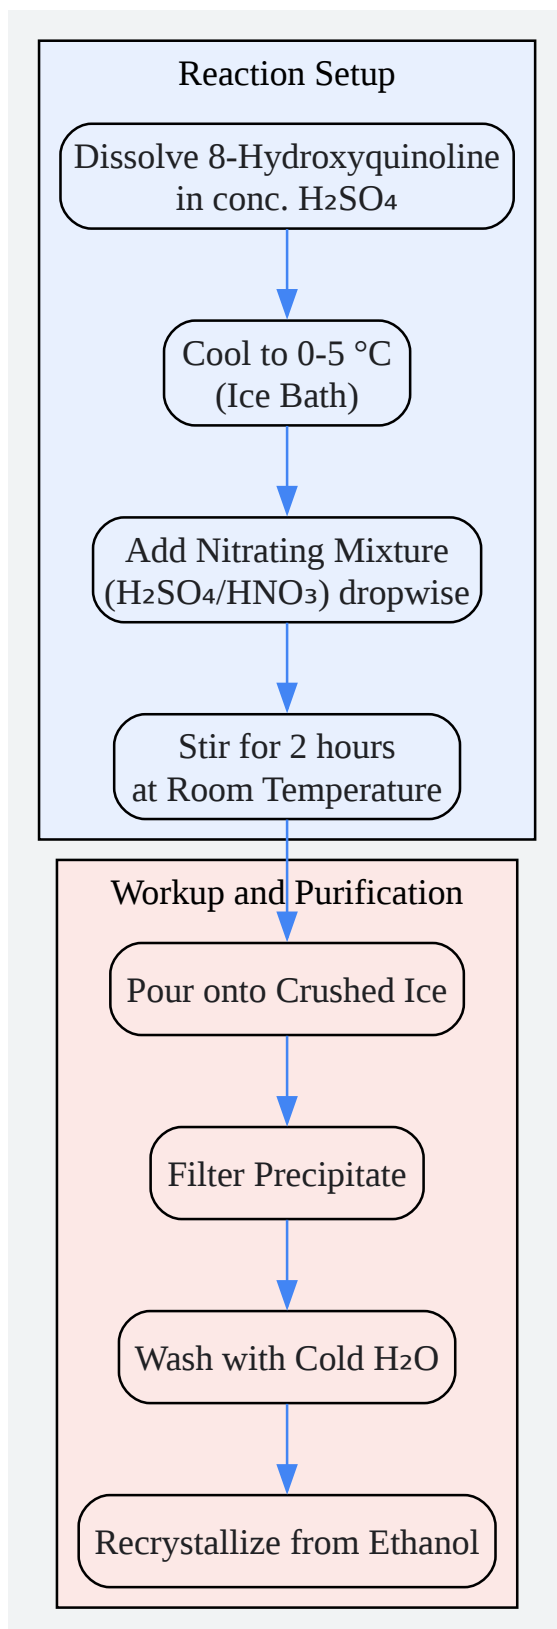 Reaction Setup
Dissolve 8-Hydroxyquinoline
in conc. H₂SO₄
Cool to 0-5 °C
(Ice Bath)
Add Nitrating Mixture
(H₂SO₄/HNO₃) dropwise
Stir for 2 hours
at Room Temperature
Workup and Purification
Pour onto Crushed Ice
Filter Precipitate
Wash with Cold H₂O
Recrystallize from Ethanol